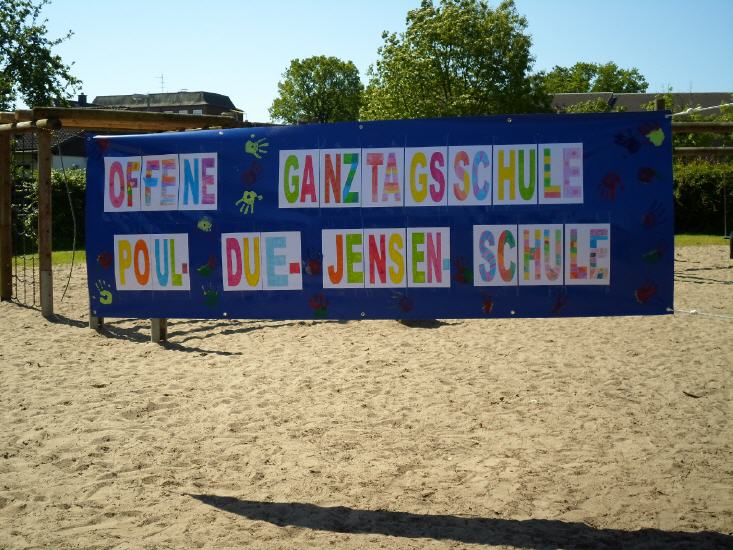 OFFENE GANZTAGSSCHULE
POUL-DUE-JENSEN-SCHULE